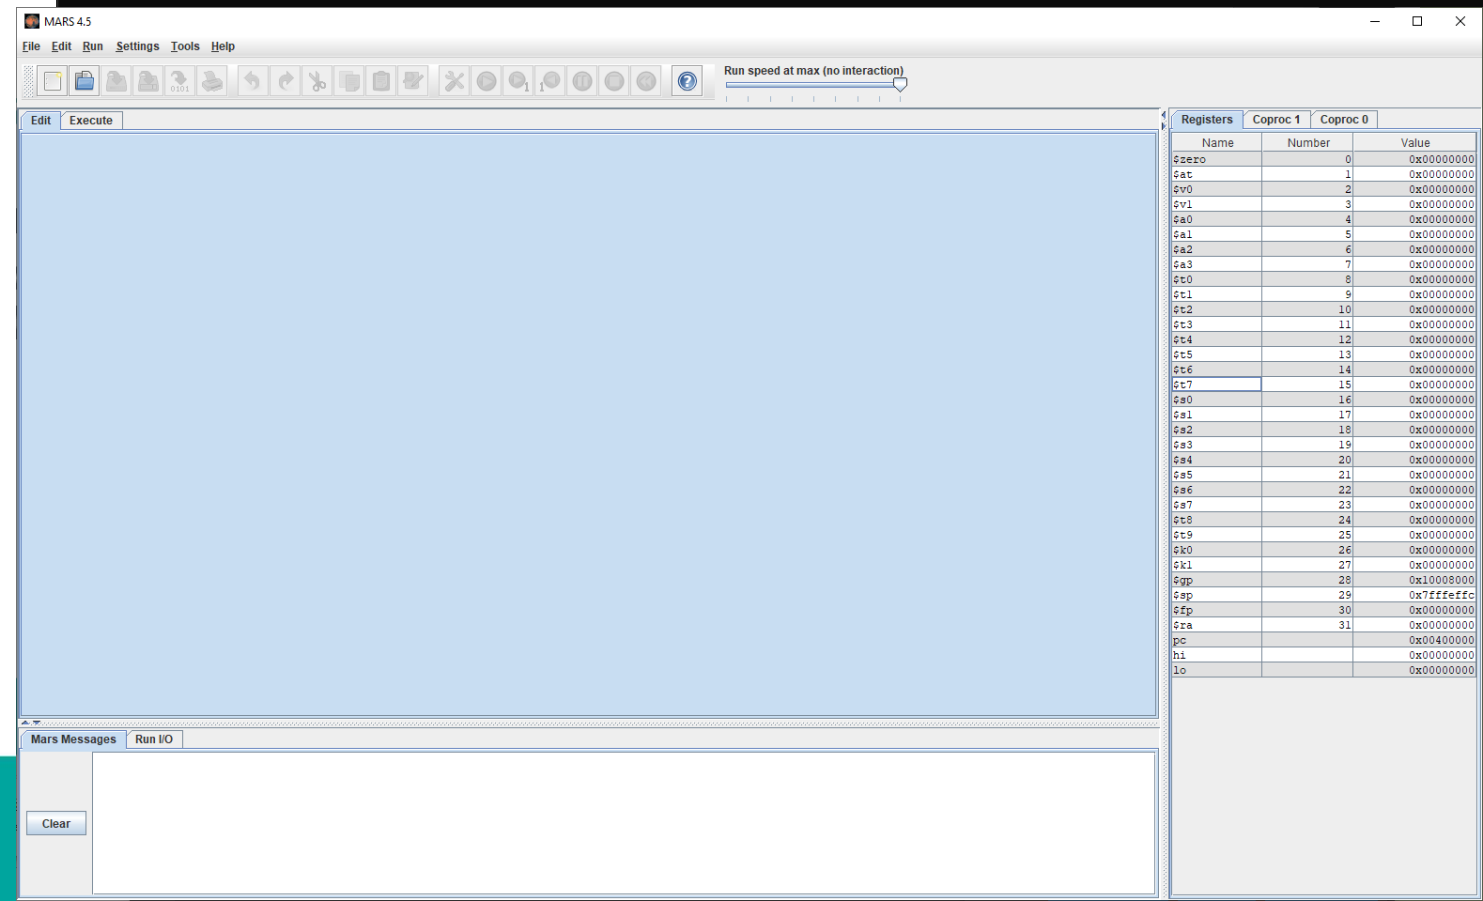 MARS 4.5
File Edit Run Settings Tools Help
Run speed at max (no interaction)
Edit Execute
Registers Coproc 1 Coproc 0
Name Number Value
$zero 0 0x00000000
$at 1 0x00000000
$v0 2 0x00000000
$v1 3 0x00000000
$a0 4 0x00000000
$a1 5 0x00000000
$a2 6 0x00000000
$a3 7 0x00000000
$t0 8 0x00000000
$t1 9 0x00000000
$t2 10 0x00000000
$t3 11 0x00000000
$t4 12 0x00000000
$t5 13 0x00000000
$t6 14 0x00000000
$t7 15 0x00000000
$s0 16 0x00000000
$s1 17 0x00000000
$s2 18 0x00000000
$s3 19 0x00000000
$s4 20 0x00000000
$s5 21 0x00000000
$s6 22 0x00000000
$s7 23 0x00000000
$t8 24 0x00000000
$t9 25 0x00000000
$k0 26 0x00000000
$k1 27 0x00000000
$gp 28 0x10008000
$sp 29 0x7fffeffc
$fp 30 0x00000000
$ra 31 0x00000000
pc 0x00400000
hi 0x00000000
lo 0x00000000
Mars Messages Run I/O
Clear